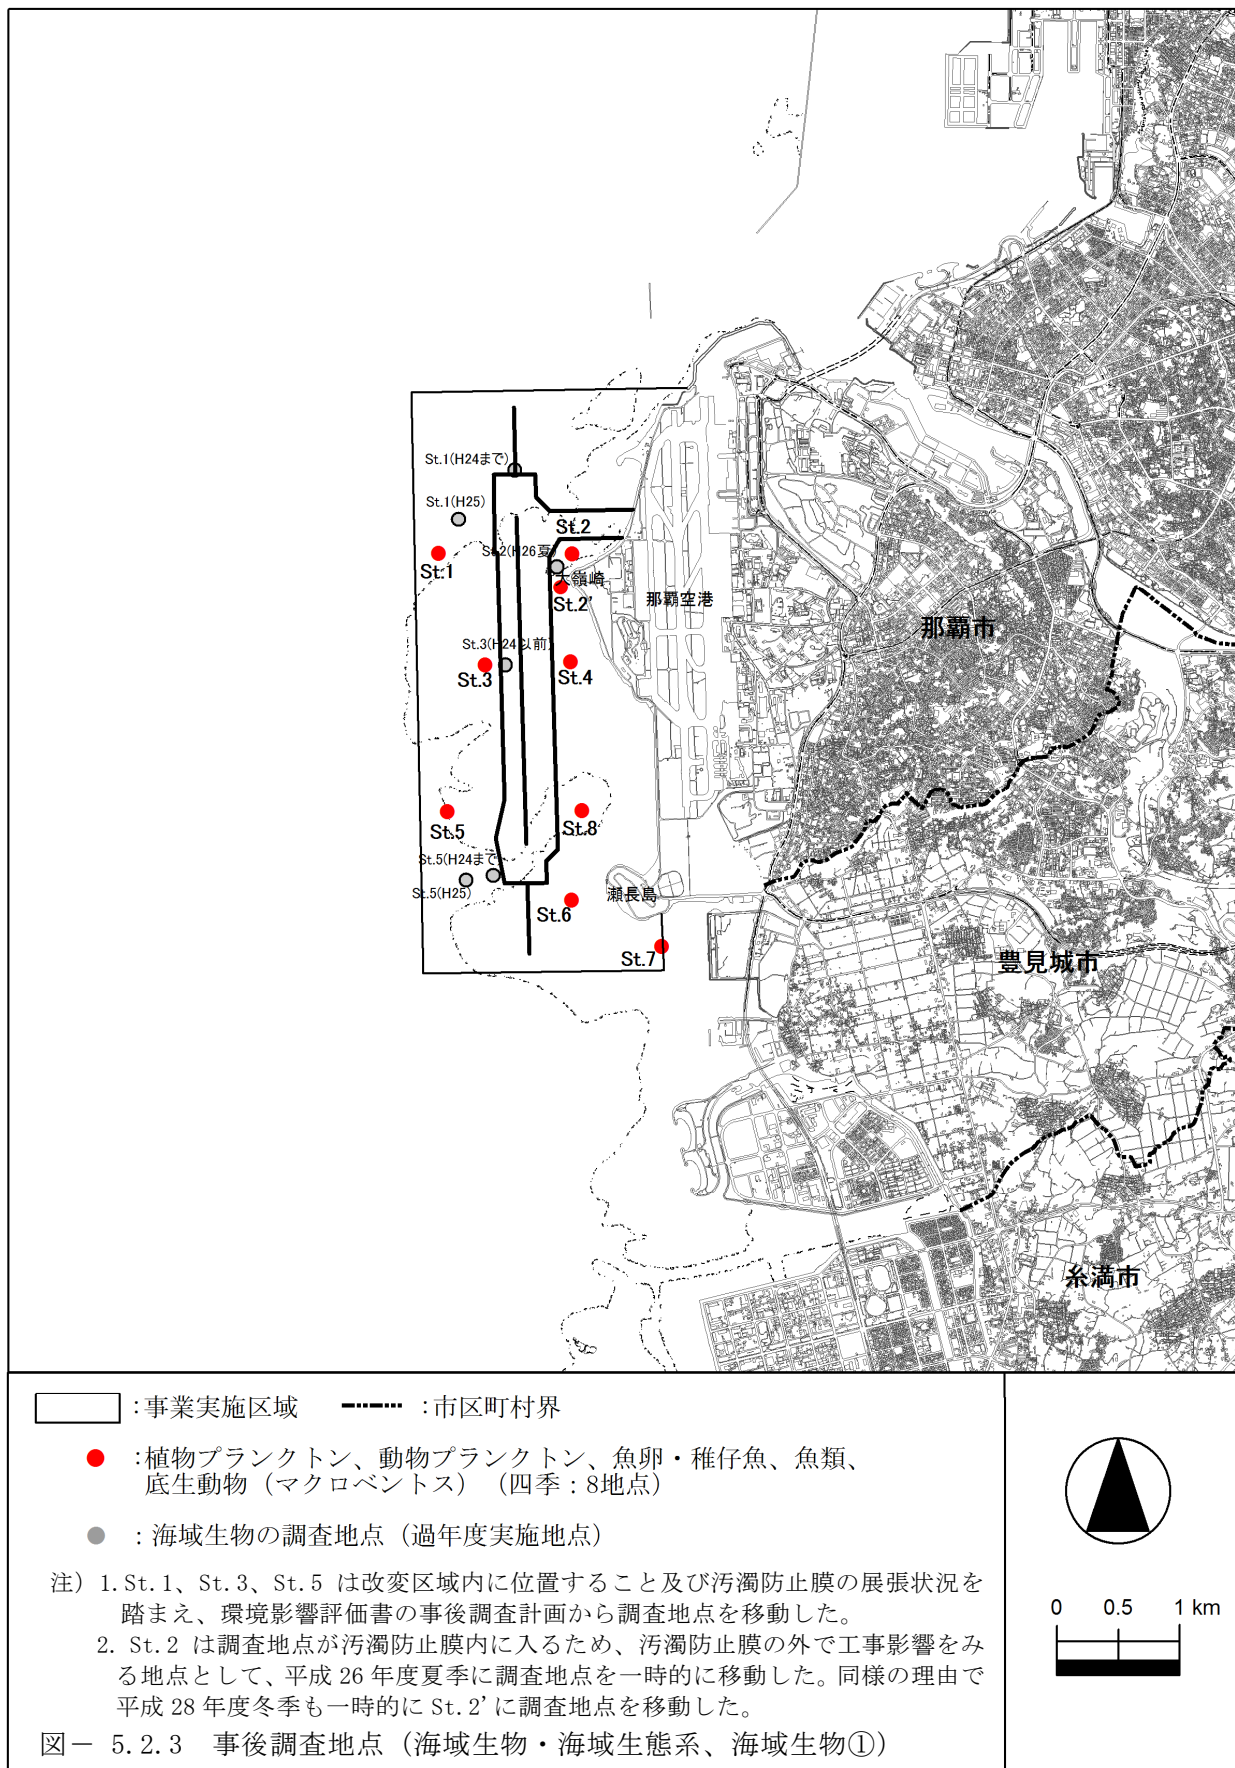 St.1(H24まで)
St.1(H25)
St.2
St.2(H26夏)
St.1
大嶺崎
St.2’
那覇空港
那覇市
St.3(H24以前)
St.3
St.4
St.5
St.8
St.5(H24まで
St.5(H25)
瀬長島
St.6
St.7
豊見城市
糸満市
:事業実施区域 :市区町村界
:植物プランクトン、動物プランクトン、魚卵・稚仔魚、魚類、
底生動物（マクロベントス）（四季：8地点）
：海域生物の調査地点（過年度実施地点）
注）1.St.1、St.3、St.5 は改変区域内に位置すること及び汚濁防止膜の展張状況を
踏まえ、環境影響評価書の事後調査計画から調査地点を移動した。
2. St.2 は調査地点が汚濁防止膜内に入るため、汚濁防止膜の外で工事影響をみ
る地点として、平成 26 年度夏季に調査地点を一時的に移動した。同様の理由で
平成 28 年度冬季も一時的に St.2’に調査地点を移動した。
図－ 5.2.3 事後調査地点（海域生物・海域生態系、海域生物①）
0 0.5 1 km